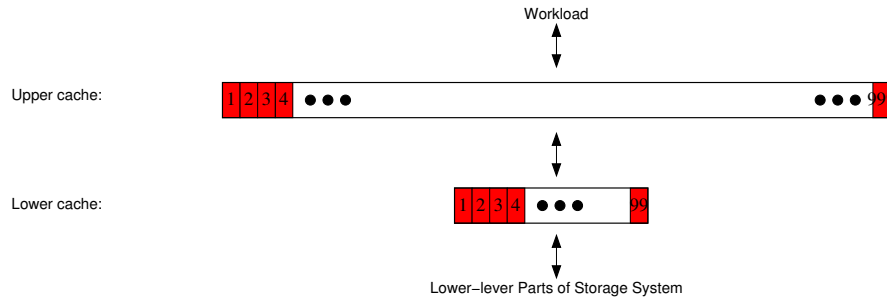 Workload
Upper cache: 1 2 3 4 99
Lower cache: 1 2 3 4 99
Lower−lever Parts of Storage System